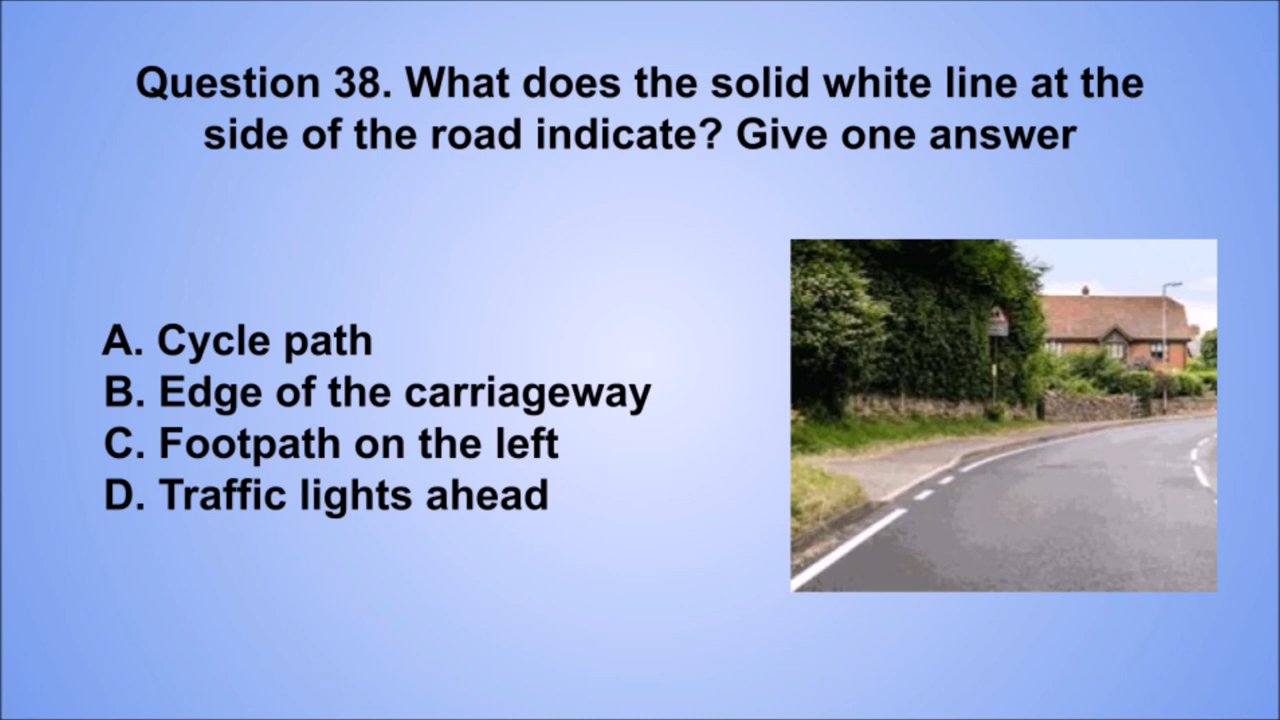 Question 38. What does the solid white line at the
side of the road indicate? Give one answer
A. Cycle path
B. Edge of the carriageway
C. Footpath on the left
D. Traffic lights ahead